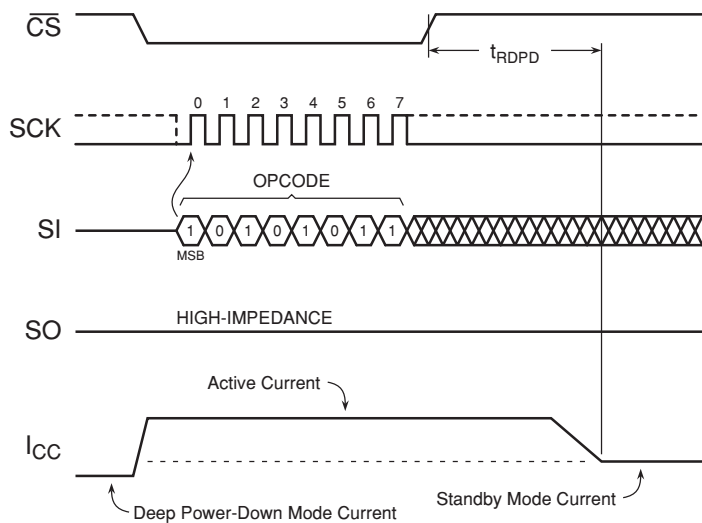 CS
tRDPD
0 1 2 3 4 5 6 7
SCK
OPCODE
SI
1 0 1 0 1 0 1 1
MSB
SO
HIGH-IMPEDANCE
Active Current
ICC
Deep Power-Down Mode Current
Standby Mode Current